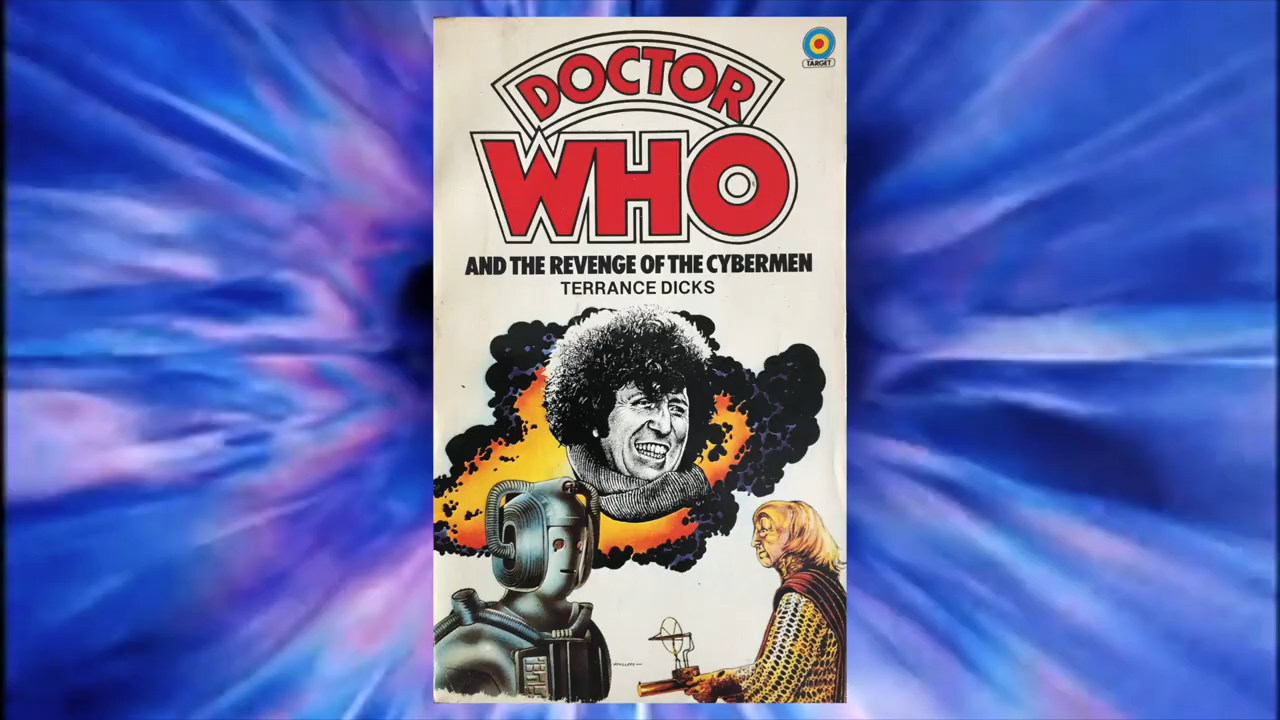 TARGET
DOCTOR
WHO
AND THE REVENGE OF THE CYBERMEN
TERRANCE DICKS